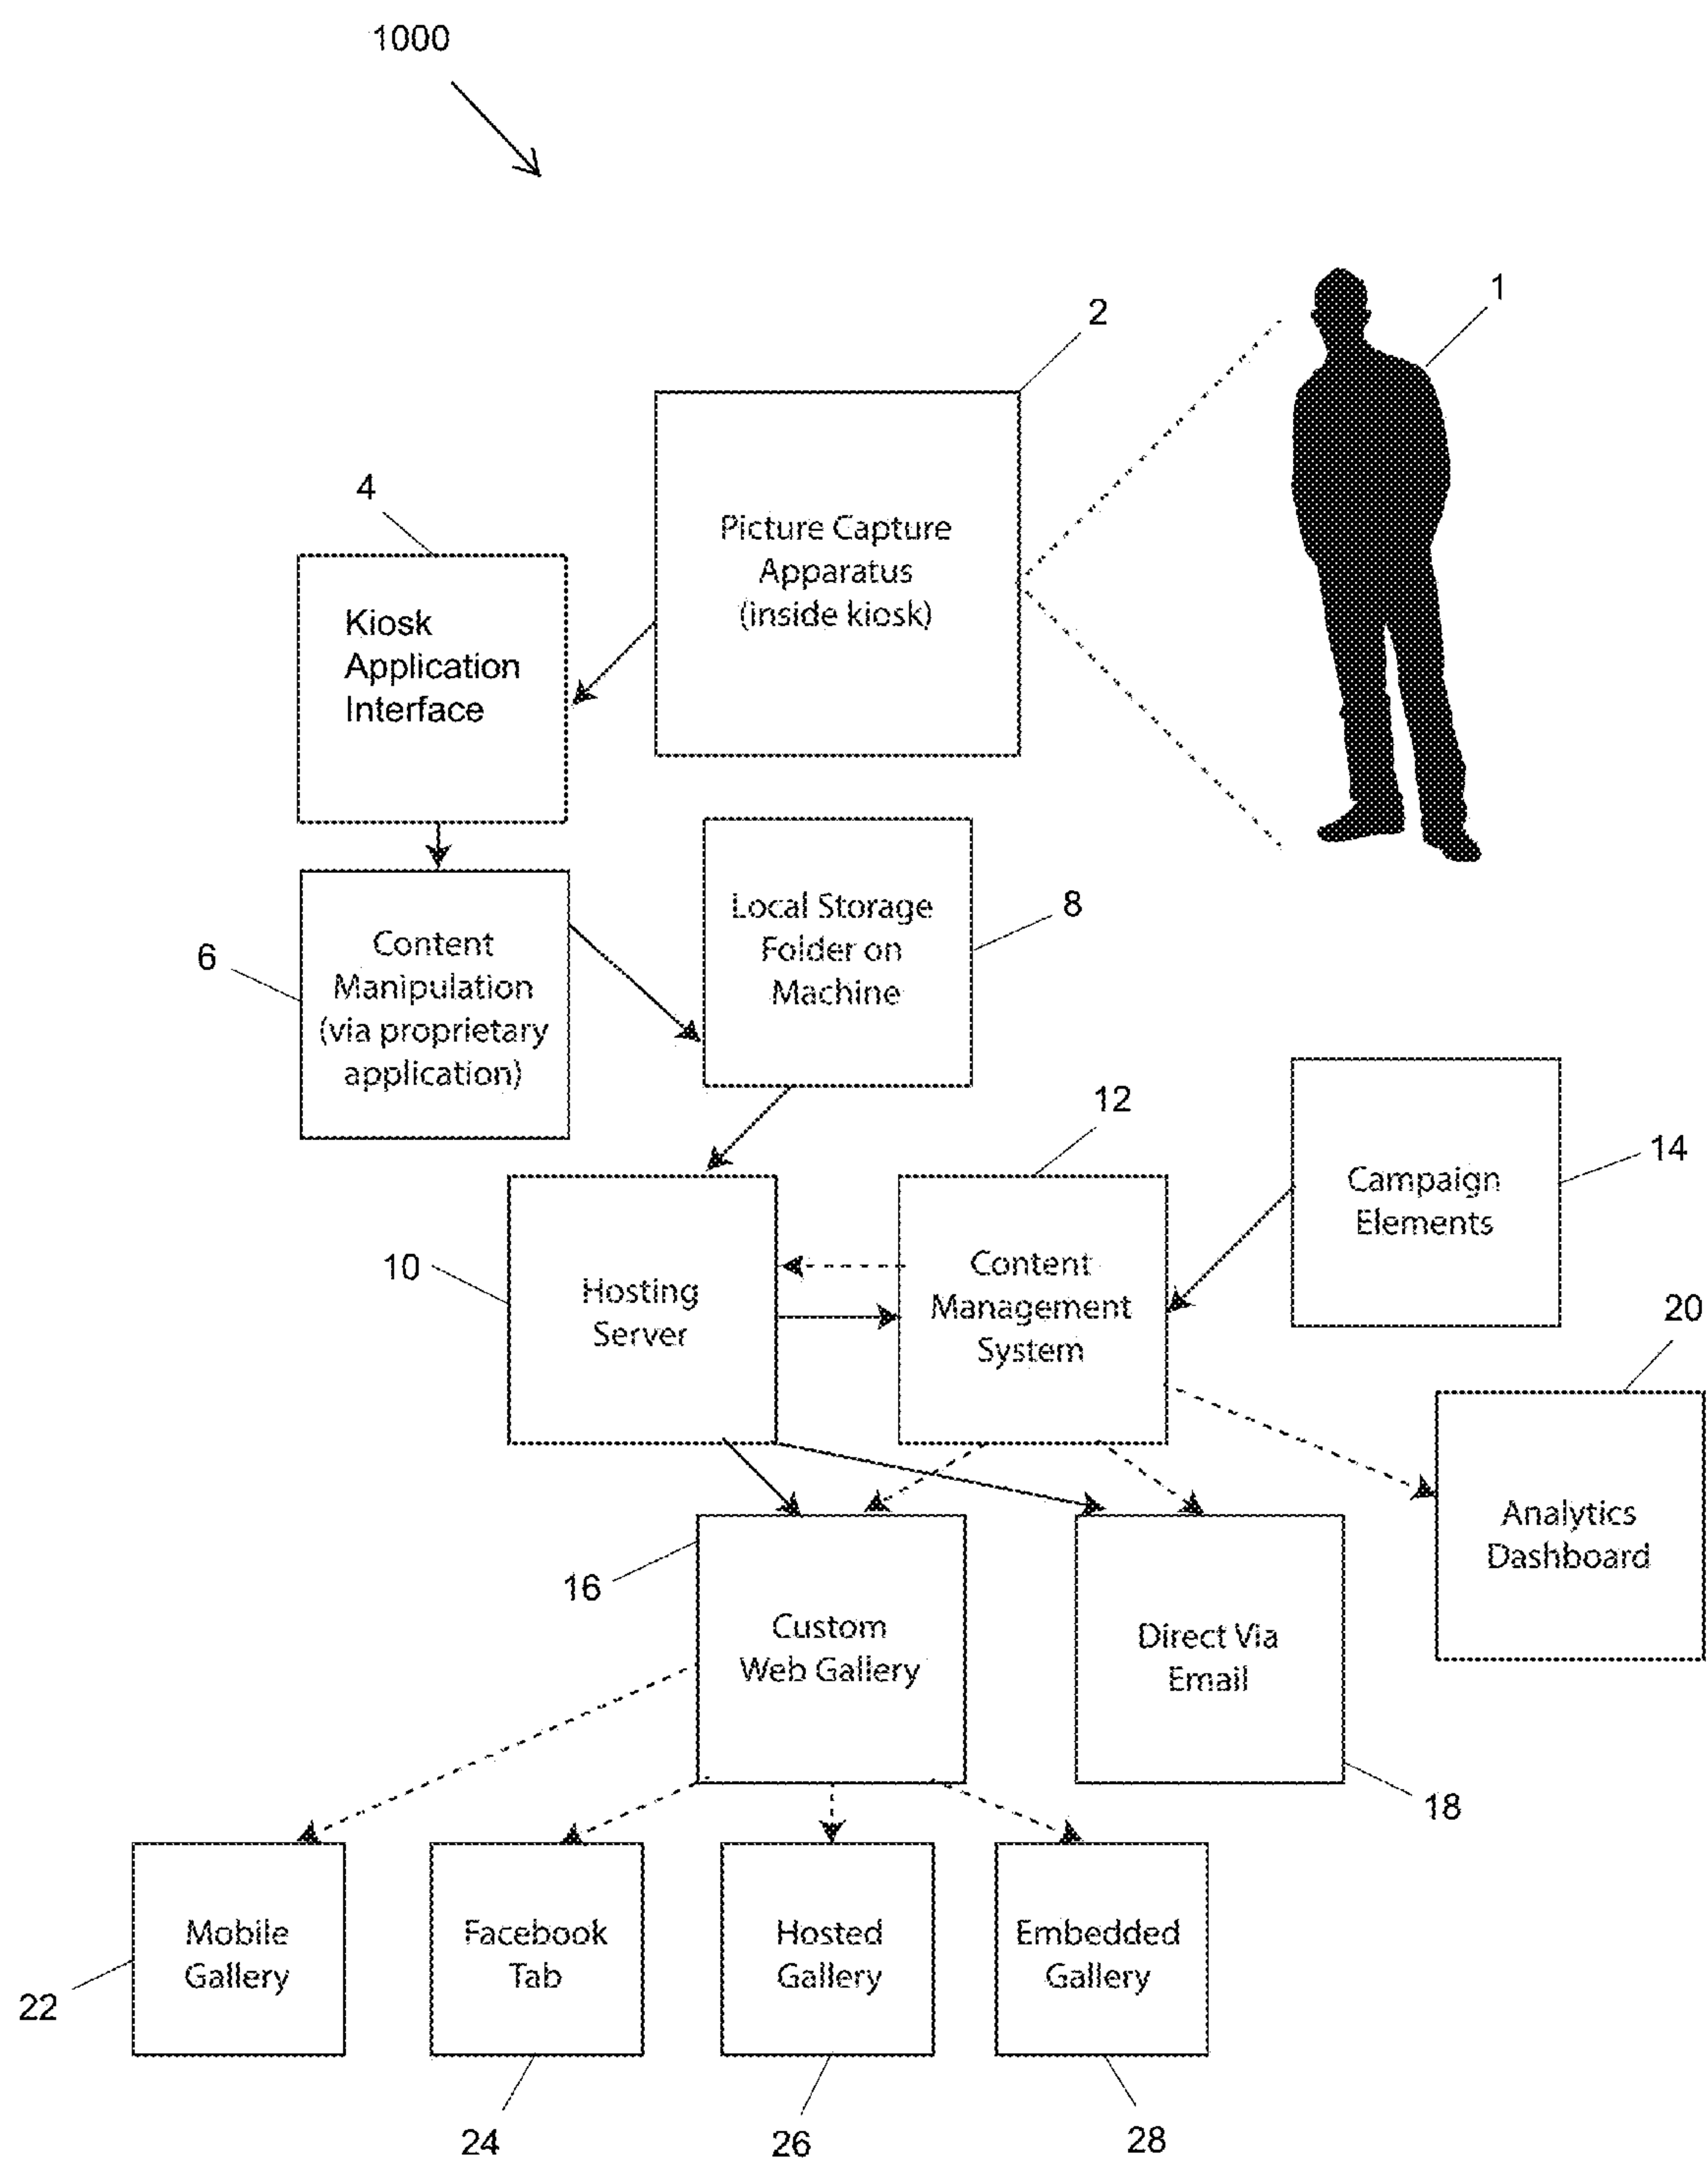 1000
1
2
Picture Capture
Apparatus
(inside kiosk)
4
Kiosk
Application
Interface
6
Content
Manipulation
(via proprietary
application)
8
Local Storage
Folder on
Machine
10
Hosting
Server
12
Content
Management
System
14
Campaign
Elements
20
Analytics
Dashboard
16
Custom
Web Gallery
Direct Via
Email
18
Mobile
Gallery
22
Facebook
Tab
24
Hosted
Gallery
26
Embedded
Gallery
28